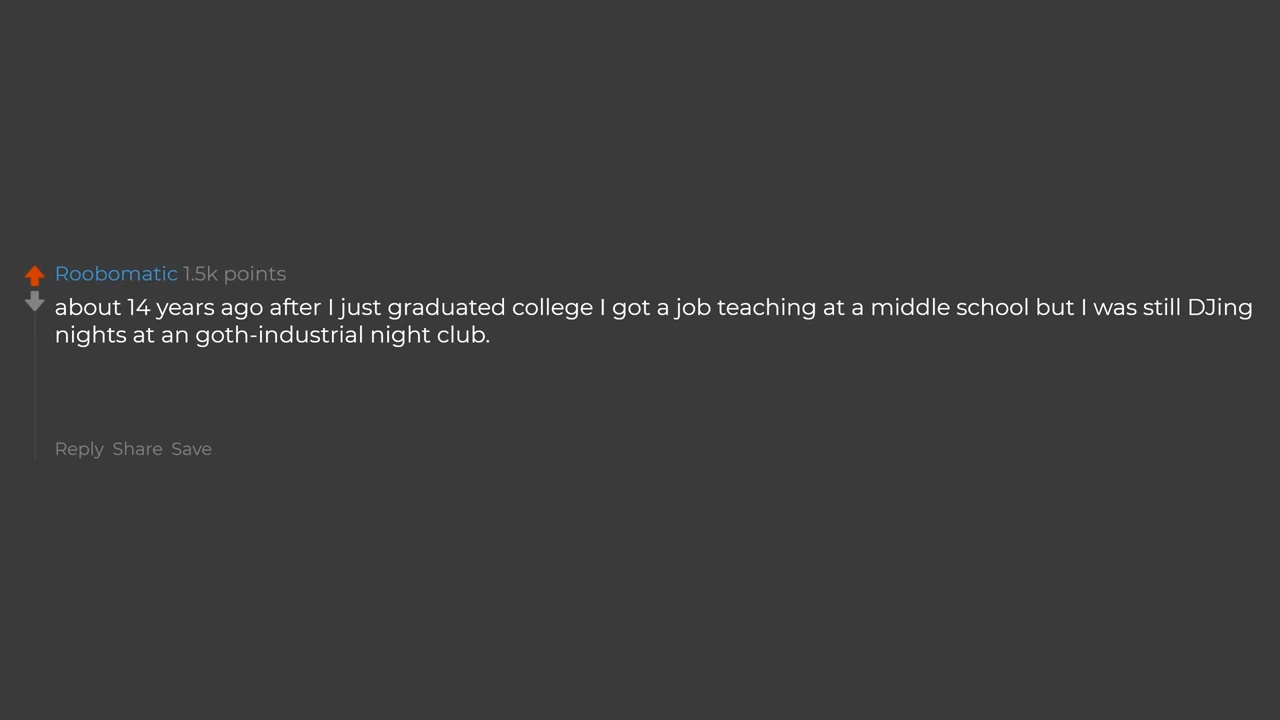 Roobomatic 1.5k points
about 14 years ago after I just graduated college I got a job teaching at a middle school but I was still DJing
nights at an goth-industrial night club.
Reply Share Save